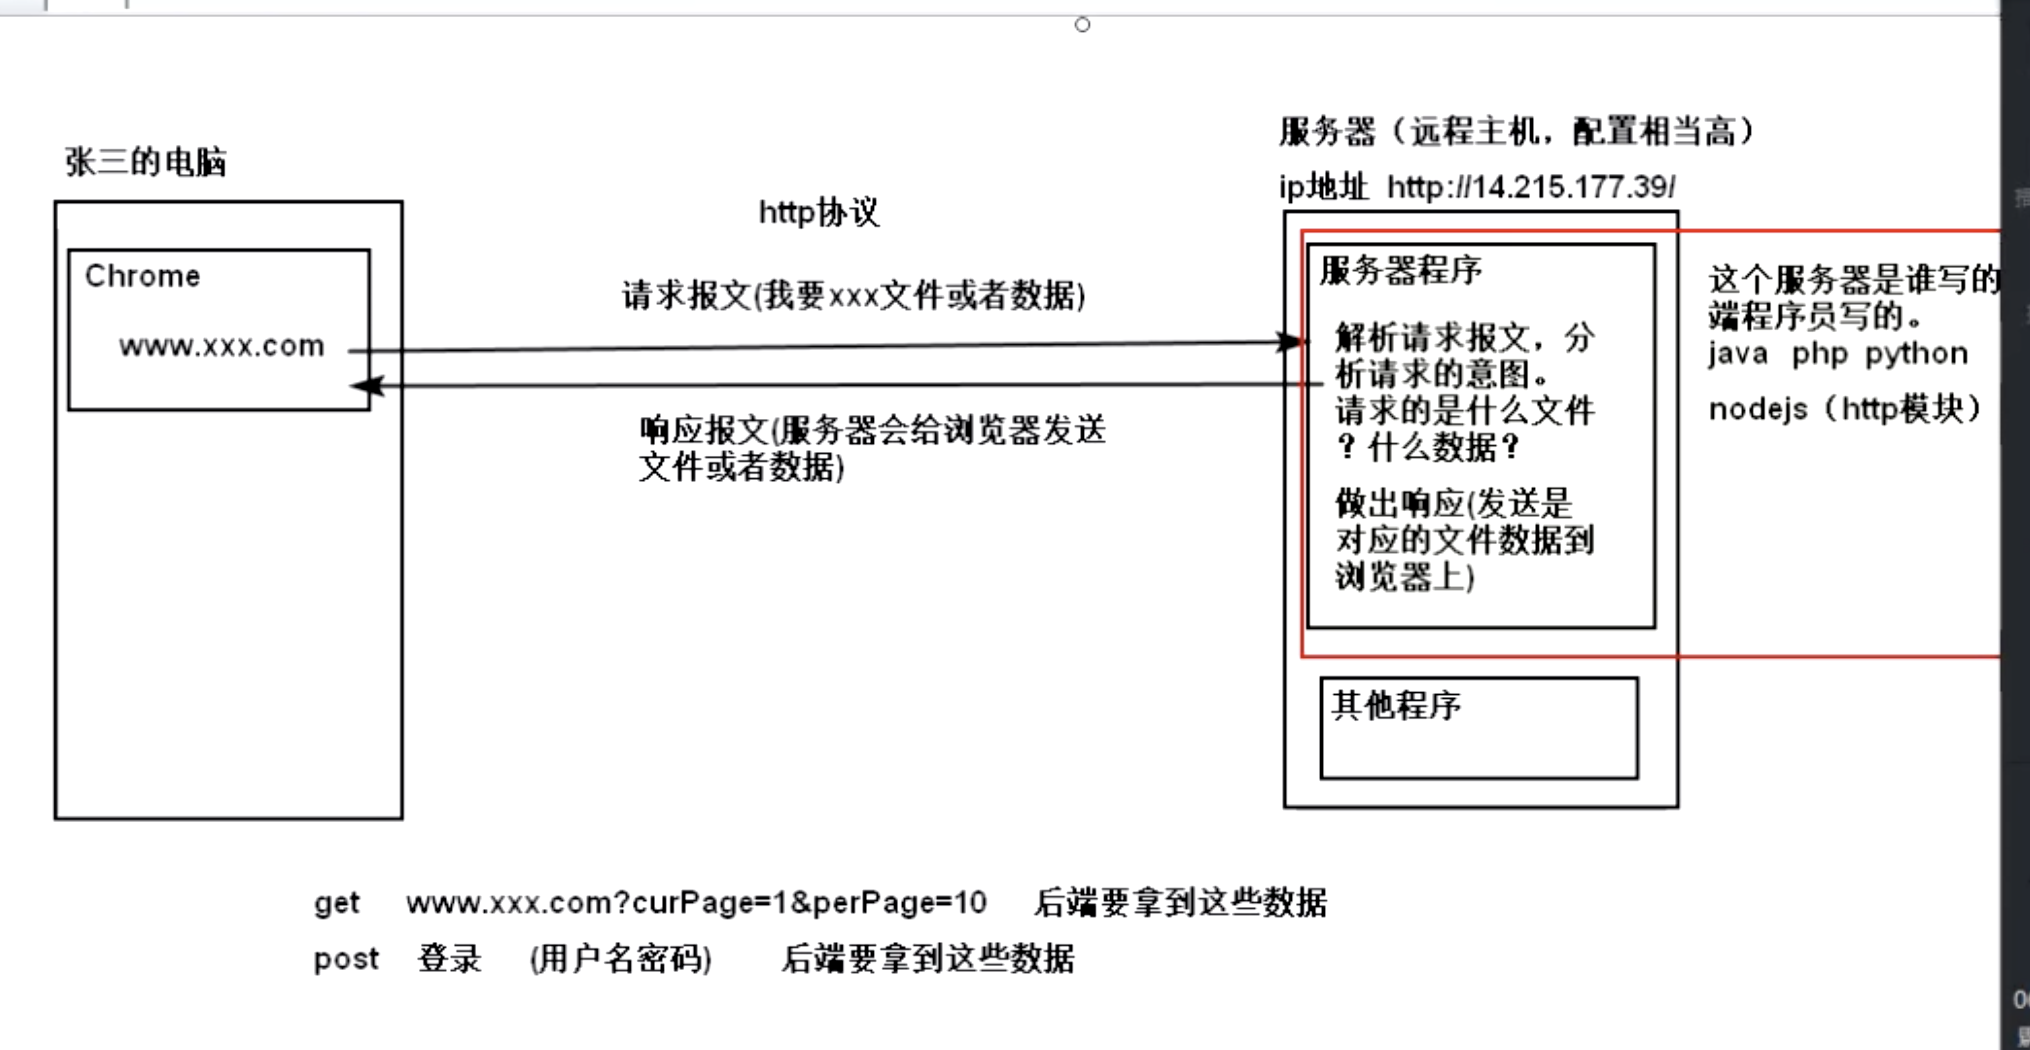 张三的电脑
Chrome
www.xxx.com
http协议
请求报文(我要xxx文件或者数据)
响应报文(服务器会给浏览器发送
文件或者数据)
服务器（远程主机，配置相当高）
ip地址 http://14.215.177.39/
服务器程序
解析请求报文，分
析请求的意图。
请求的是什么文件
？什么数据？
做出响应(发送是
对应的文件数据到
浏览器上)
其他程序
这个服务器是谁写的
端程序员写的。
java php python
nodejs（http模块）
get www.xxx.com?curPage=1&perPage=10 后端要拿到这些数据
post 登录 (用户名密码) 后端要拿到这些数据